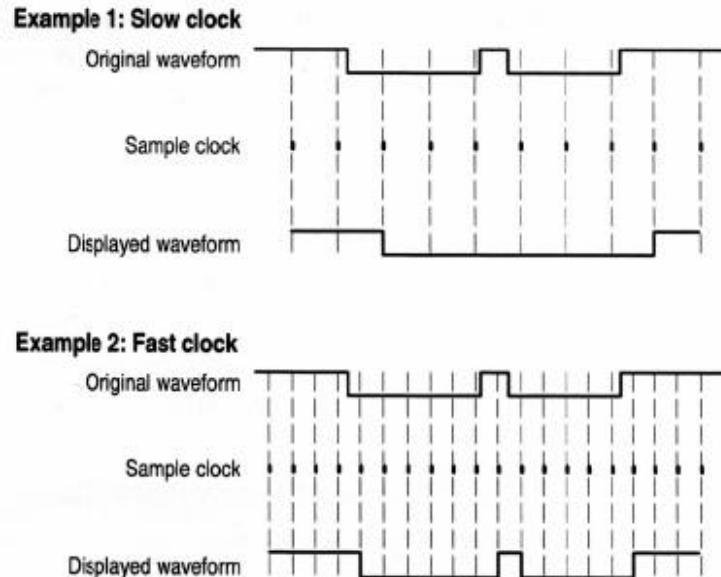 Example 1: Slow clock
Original waveform
Sample clock
Displayed waveform
Example 2: Fast clock
Original waveform
Sample clock
Displayed waveform